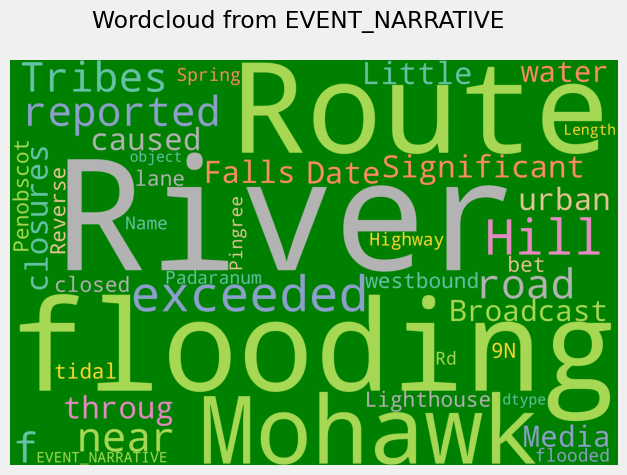 Wordcloud from EVENT_NARRATIVE
Tribes Spring Route Little water
reported
caused Length
object
Penobscot closures Reverse lane Falls Date Significant
River
Name Pingree Highway urban
Hill
closed Padaranum westbound bet road
exceeded
Broadcast
flooding
tidal Rd 9N
throug Mohawk Lighthouse dtype
near Media
f EVENT_NARRATIVE flooded